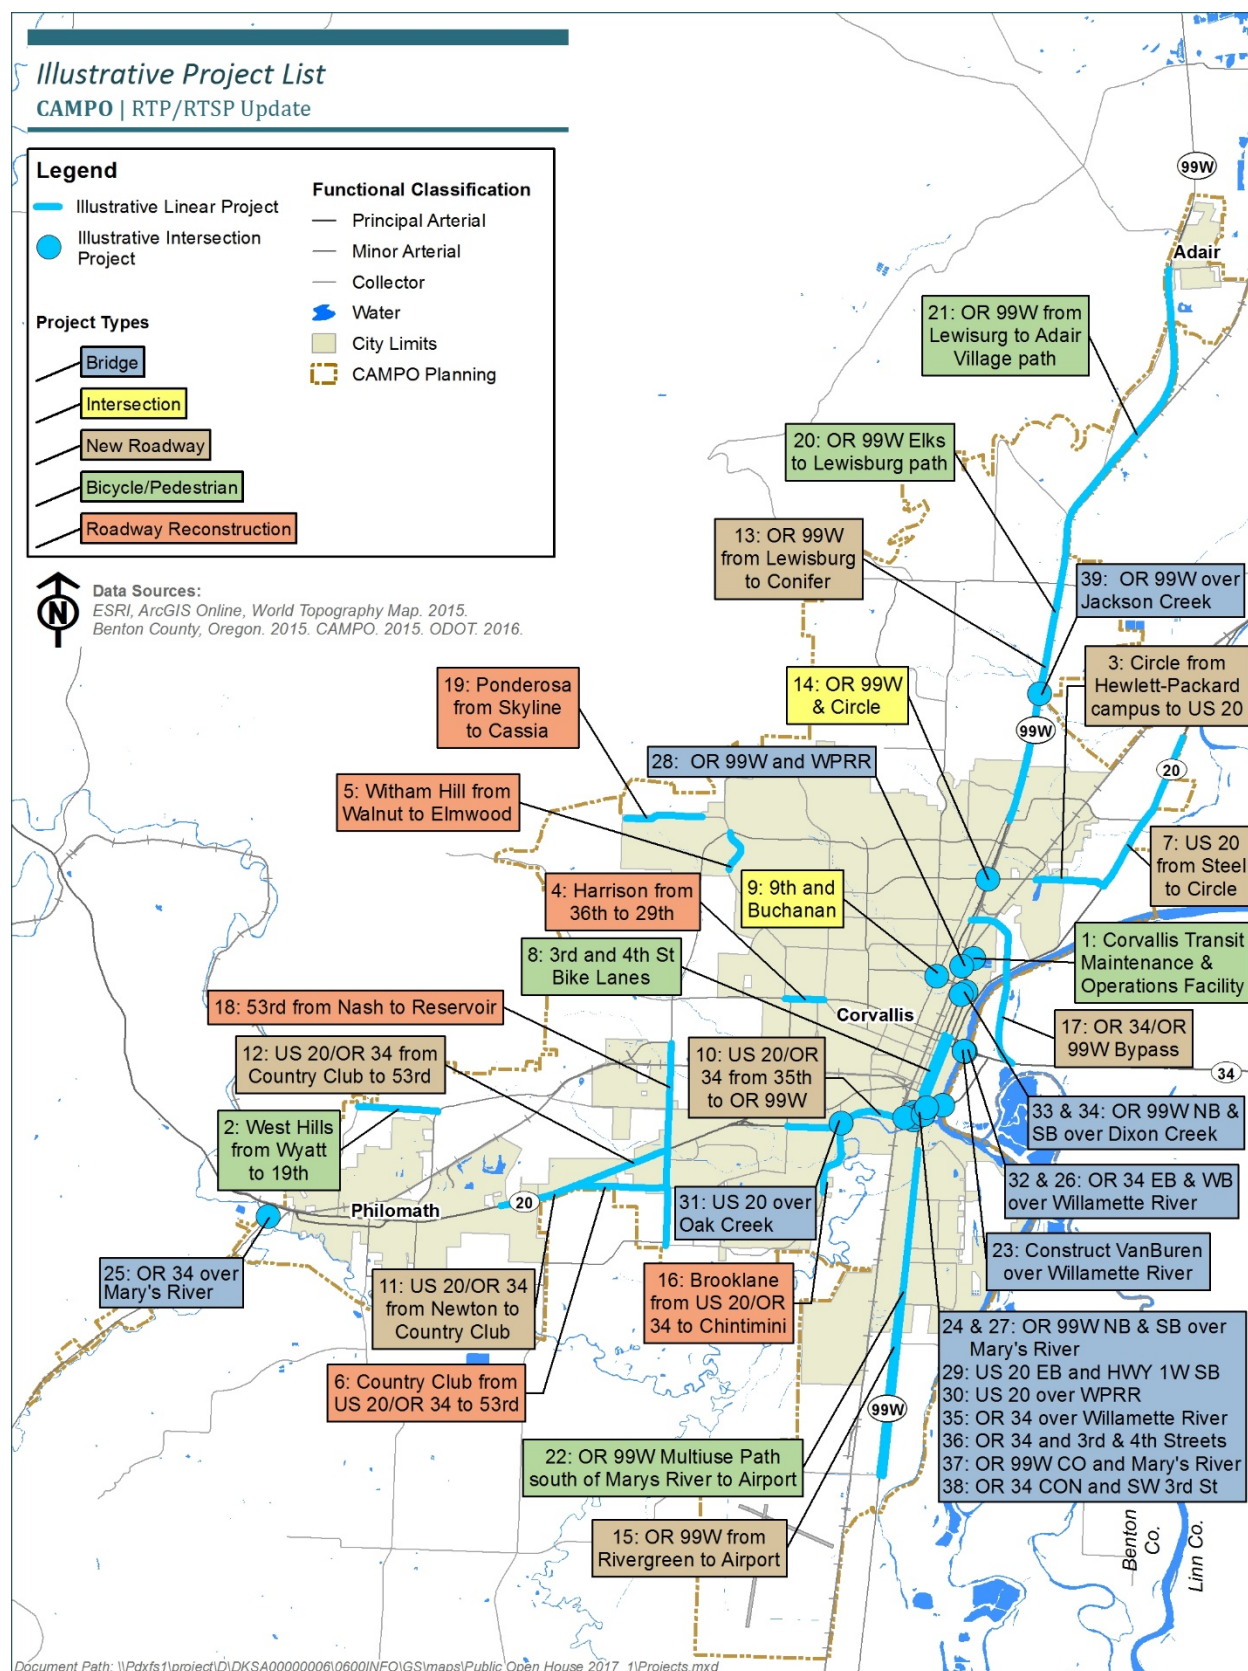 Illustrative Project List
CAMPO | RTP/RTSP Update
Legend
Illustrative Linear Project
Illustrative Intersection
Project
Project Types
Bridge
Intersection
New Roadway
Bicycle/Pedestrian
Roadway Reconstruction
Functional Classification
Principal Arterial
Minor Arterial
Collector
Water
City Limits
CAMPO Planning
N
Data Sources:
ESRI, ArcGIS Online, World Topography Map. 2015.
Benton County, Oregon. 2015. CAMPO. 2015. ODOT. 2016.
99W
Adair
21: OR 99W from
Lewisurg to Adair
Village path
20: OR 99W Elks
to Lewisburg path
13: OR 99W
from Lewisburg
to Conifer
39: OR 99W over
Jackson Creek
3: Circle from
Hewlett-Packard
campus to US 20
19: Ponderosa
from Skyline
to Cassia
14: OR 99W
& Circle
99W
28: OR 99W and WPRR
20
5: Witham Hill from
Walnut to Elmwood
7: US 20
from Steel
to Circle
4: Harrison from
36th to 29th
9: 9th and
Buchanan
8: 3rd and 4th St
Bike Lanes
1: Corvallis Transit
Maintenance &
Operations Facility
18: 53rd from Nash to Reservoir
Corvallis
17: OR 34/OR
99W Bypass
12: US 20/OR 34 from
Country Club to 53rd
10: US 20/OR
34 from 35th
to OR 99W
34
2: West Hills
from Wyatt
to 19th
33 & 34: OR 99W NB &
SB over Dixon Creek
32 & 26: OR 34 EB & WB
over Willamette River
20
Philomath
31: US 20 over
Oak Creek
23: Construct VanBuren
over Willamette River
25: OR 34 over
Mary's River
11: US 20/OR 34
from Newton to
Country Club
16: Brooklane
from US 20/OR
34 to Chintimini
24 & 27: OR 99W NB & SB over
Mary's River
29: US 20 EB and HWY 1W SB
30: US 20 over WPRR
35: OR 34 over Willamette River
36: OR 34 and 3rd & 4th Streets
37: OR 99W CO and Mary's River
38: OR 34 CON and SW 3rd St
6: Country Club from
US 20/OR 34 to 53rd
99W
22: OR 99W Multiuse Path
south of Marys River to Airport
15: OR 99W from
Rivergreen to Airport
Benton
Co.
Linn Co.
Document Path: \\Pdxfs1\project\D\DKSA00000006\0600INFO\GS\maps\Public Open House 2017_1\Projects.mxd